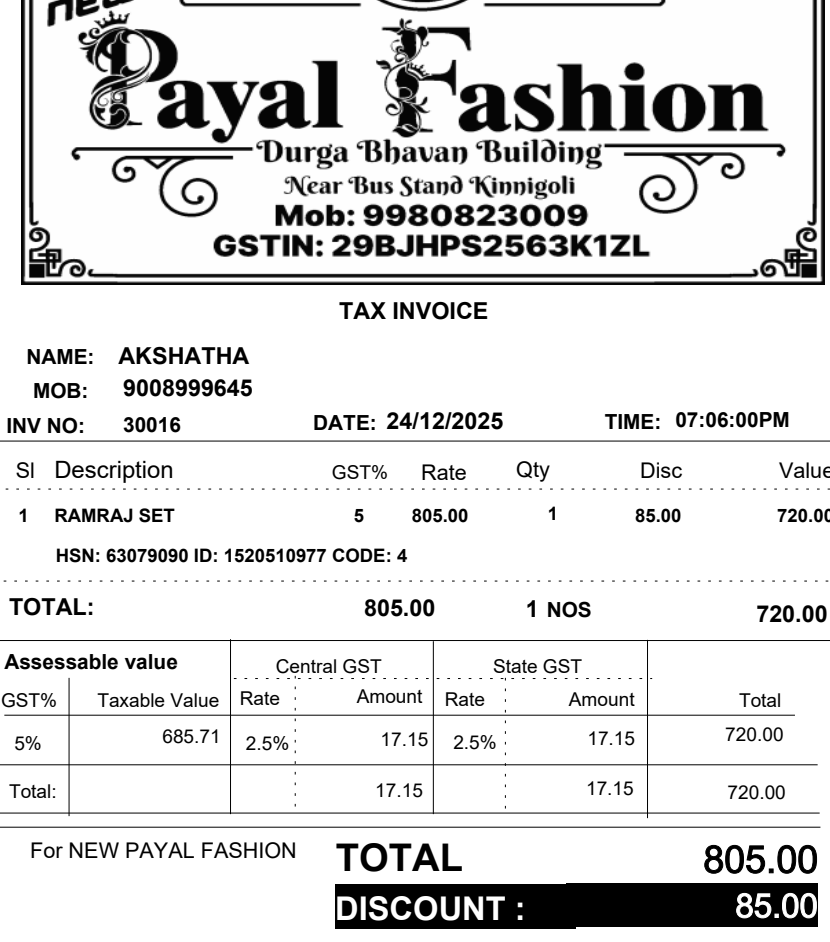 new
Payal Fashion
Durga Bhavan Building
Near Bus Stand Kinnigoli
Mob: 9980823009
GSTIN: 29BJHPS2563K1ZL
TAX INVOICE
NAME: AKSHATHA
MOB: 9008999645
INV NO: 30016 DATE: 24/12/2025 TIME: 07:06:00PM
Sl Description GST% Rate Qty Disc Value
1 RAMRAJ SET 5 805.00 1 85.00 720.00
HSN: 63079090 ID: 1520510977 CODE: 4
TOTAL: 805.00 1 NOS 720.00
Assessable value Central GST State GST
GST% Taxable Value Rate Amount Rate Amount Total
5% 685.71 2.5% 17.15 2.5% 17.15 720.00
Total: 17.15 17.15 720.00
For NEW PAYAL FASHION TOTAL 805.00
DISCOUNT : 85.00